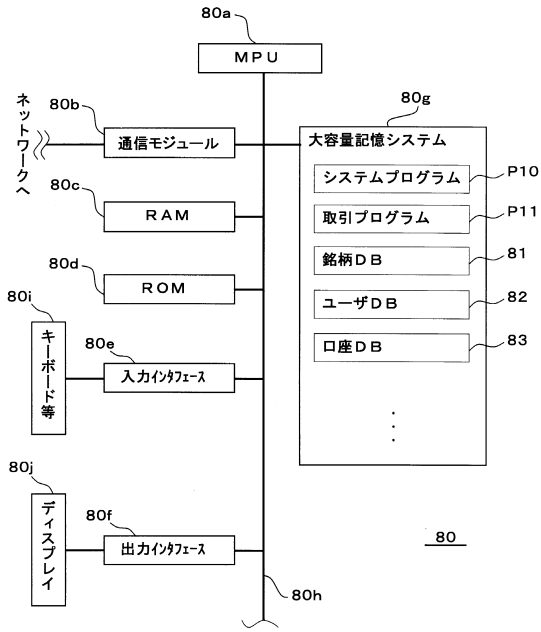 80a
MPU
80g
80b
ネットワークへ
通信モジュール
大容量記憶システム
システムプログラム
P10
80c
RAM
取引プログラム
P11
80d
ROM
銘柄DB
81
ユーザDB
82
80i
キーボード等
80e
入力ｲﾝﾀﾌｪｰｽ
口座DB
83
80j
ディスプレイ
80f
出力ｲﾝﾀﾌｪｰｽ
80
80h